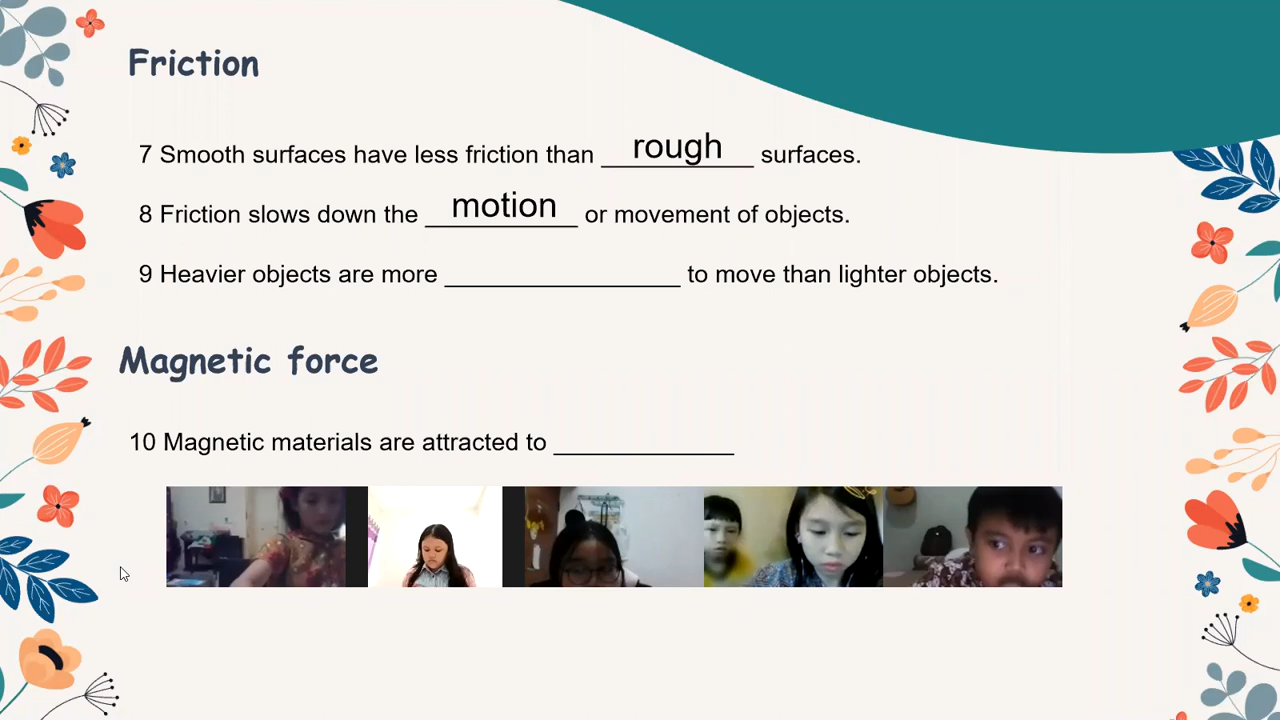 Friction
7 Smooth surfaces have less friction than rough surfaces.
8 Friction slows down the motion or movement of objects.
9 Heavier objects are more __________________ to move than lighter objects.
Magnetic force
10 Magnetic materials are attracted to ______________